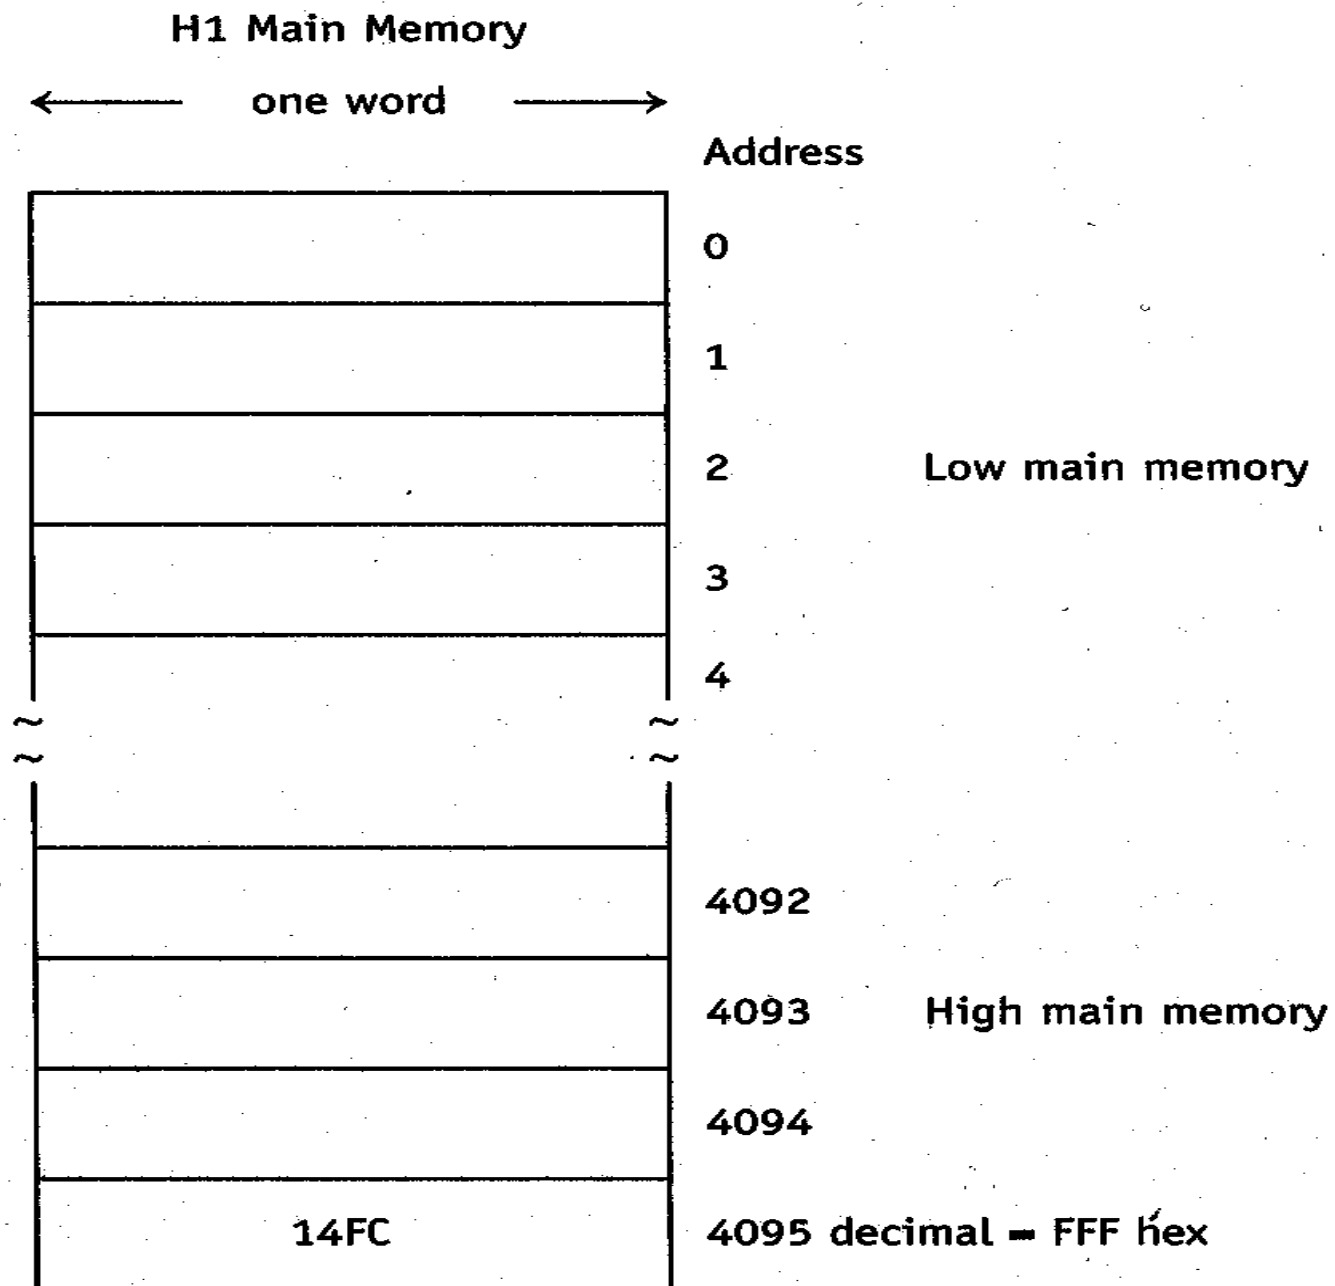 H1 Main Memory
one word
Address
0
1
2 Low main memory
3
4
4092
4093 High main memory
4094
14FC 4095 decimal = FFF hex